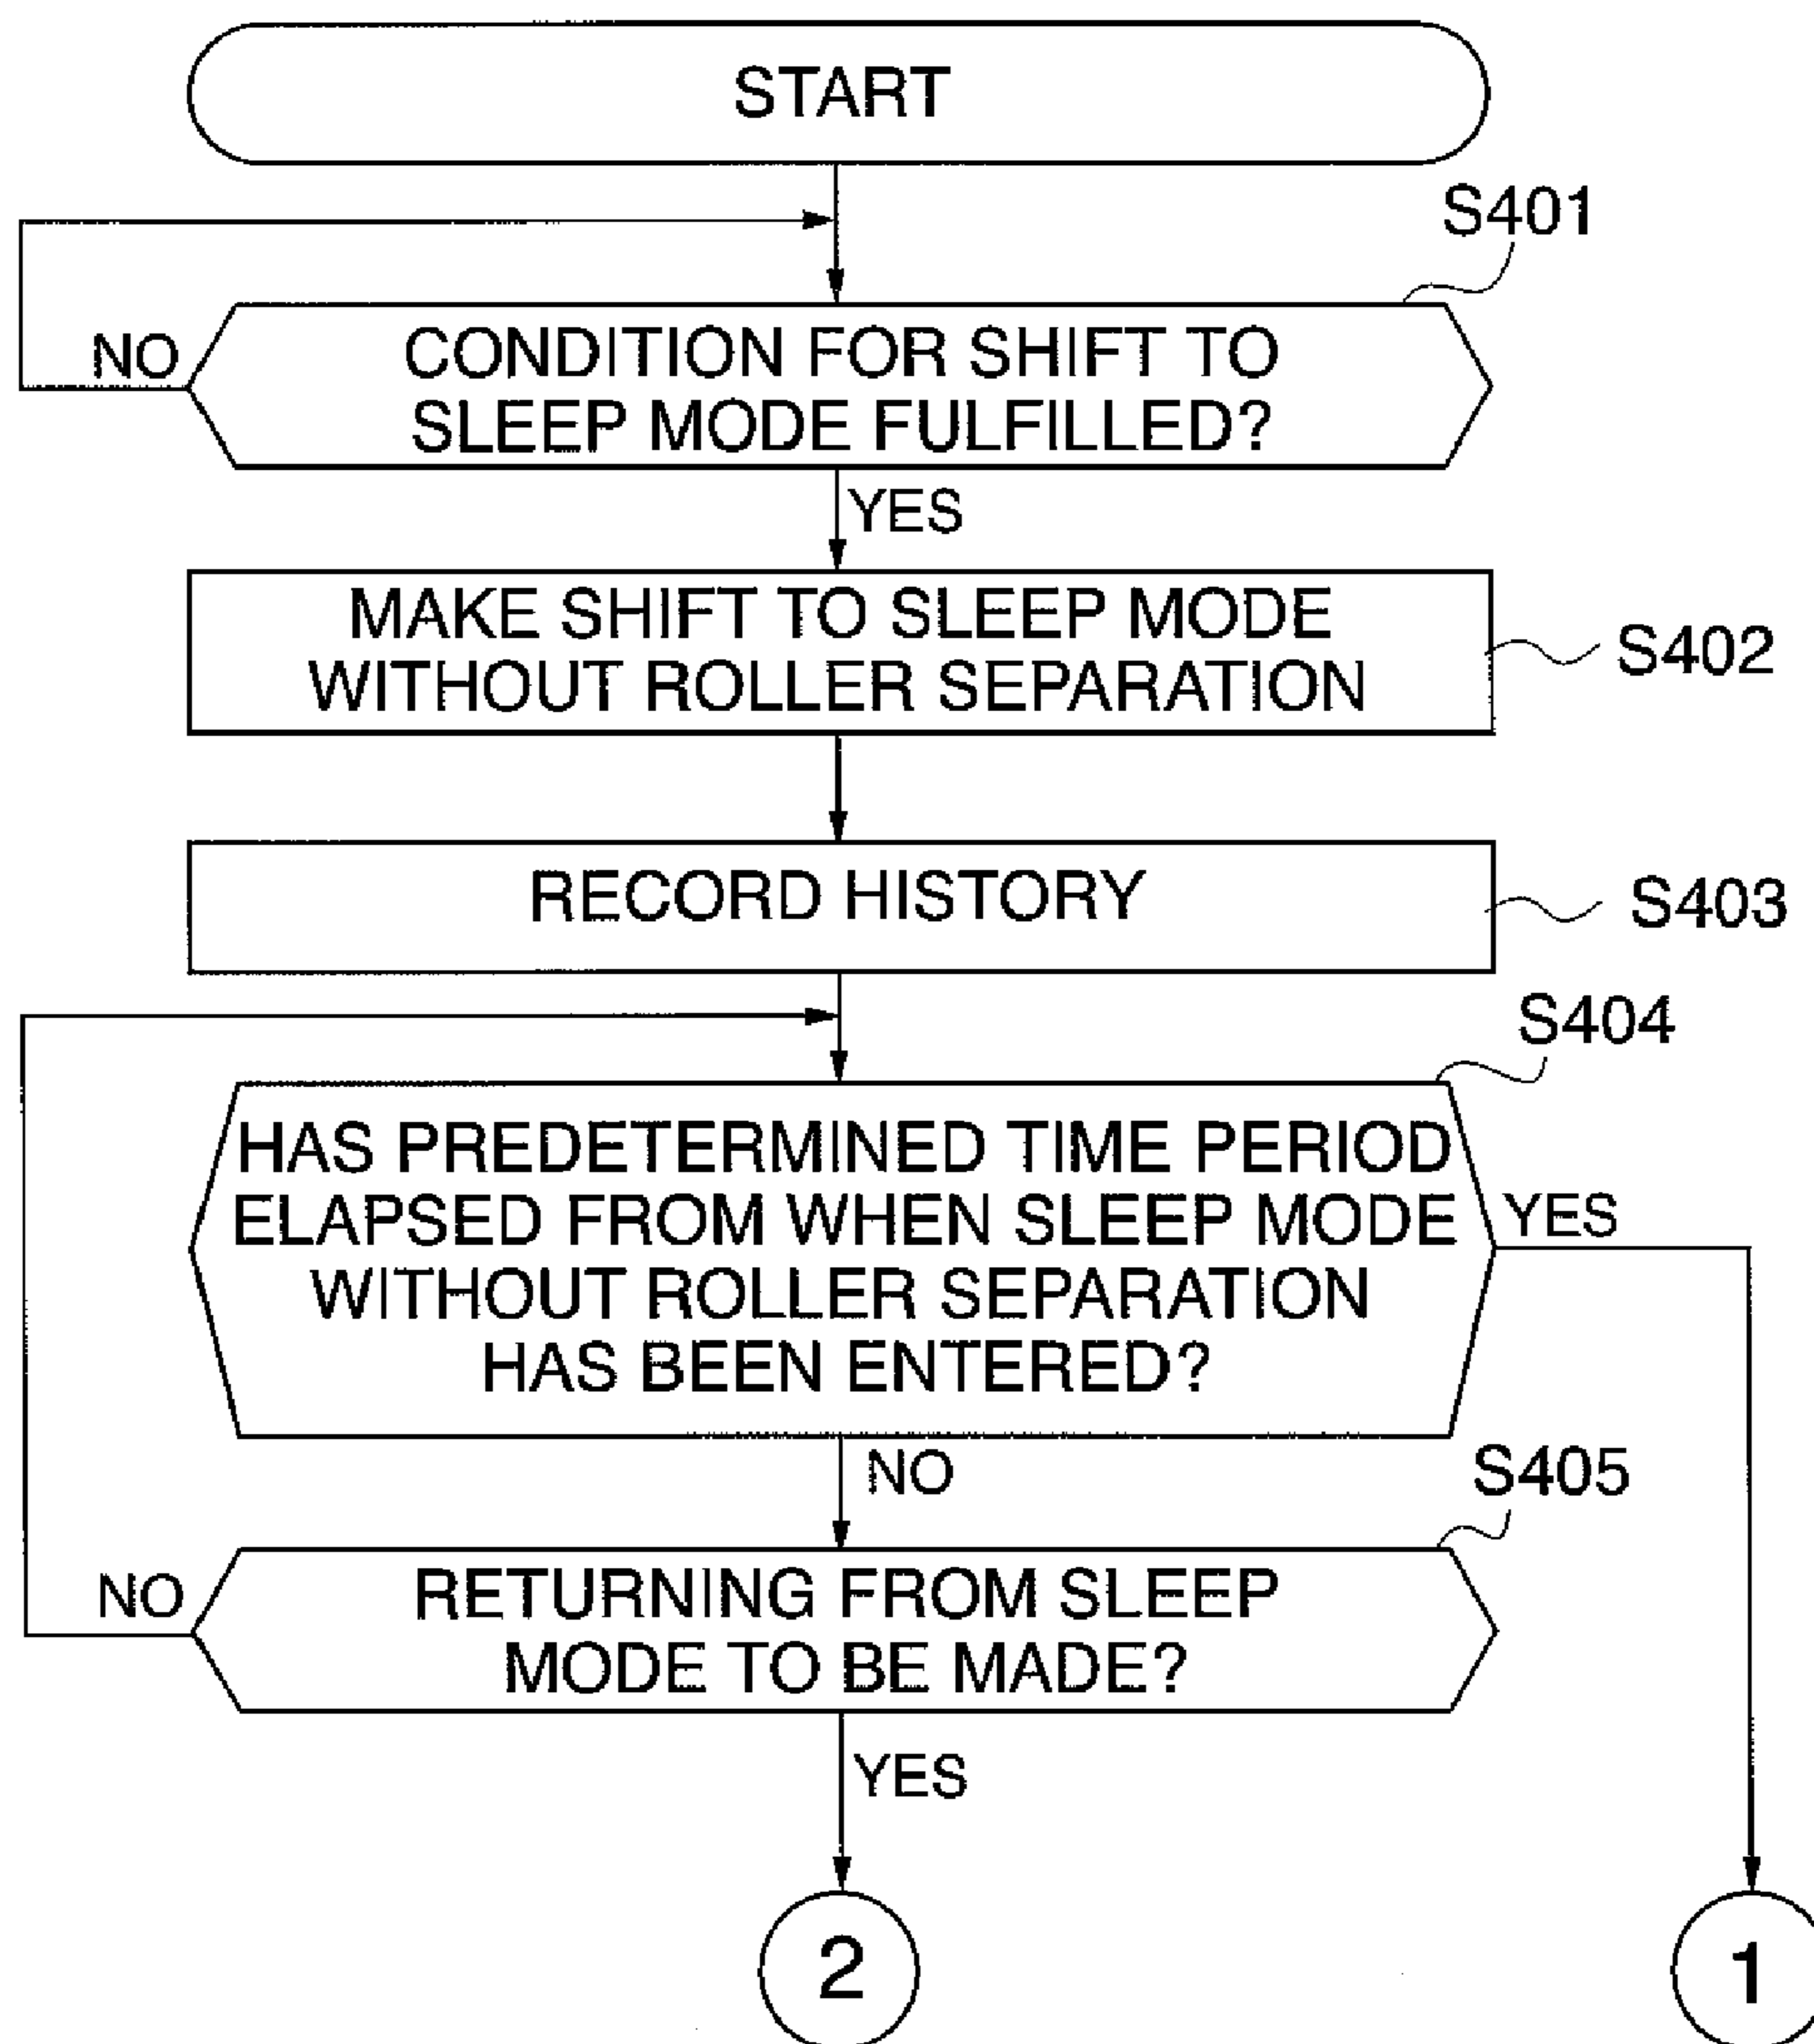 START
S401
NO
CONDITION FOR SHIFT TO
SLEEP MODE FULFILLED?
YES
MAKE SHIFT TO SLEEP MODE
WITHOUT ROLLER SEPARATION
S402
RECORD HISTORY
S403
S404
HAS PREDETERMINED TIME PERIOD
ELAPSED FROM WHEN SLEEP MODE
WITHOUT ROLLER SEPARATION
HAS BEEN ENTERED?
YES
NO
S405
NO
RETURNING FROM SLEEP
MODE TO BE MADE?
YES
2
1